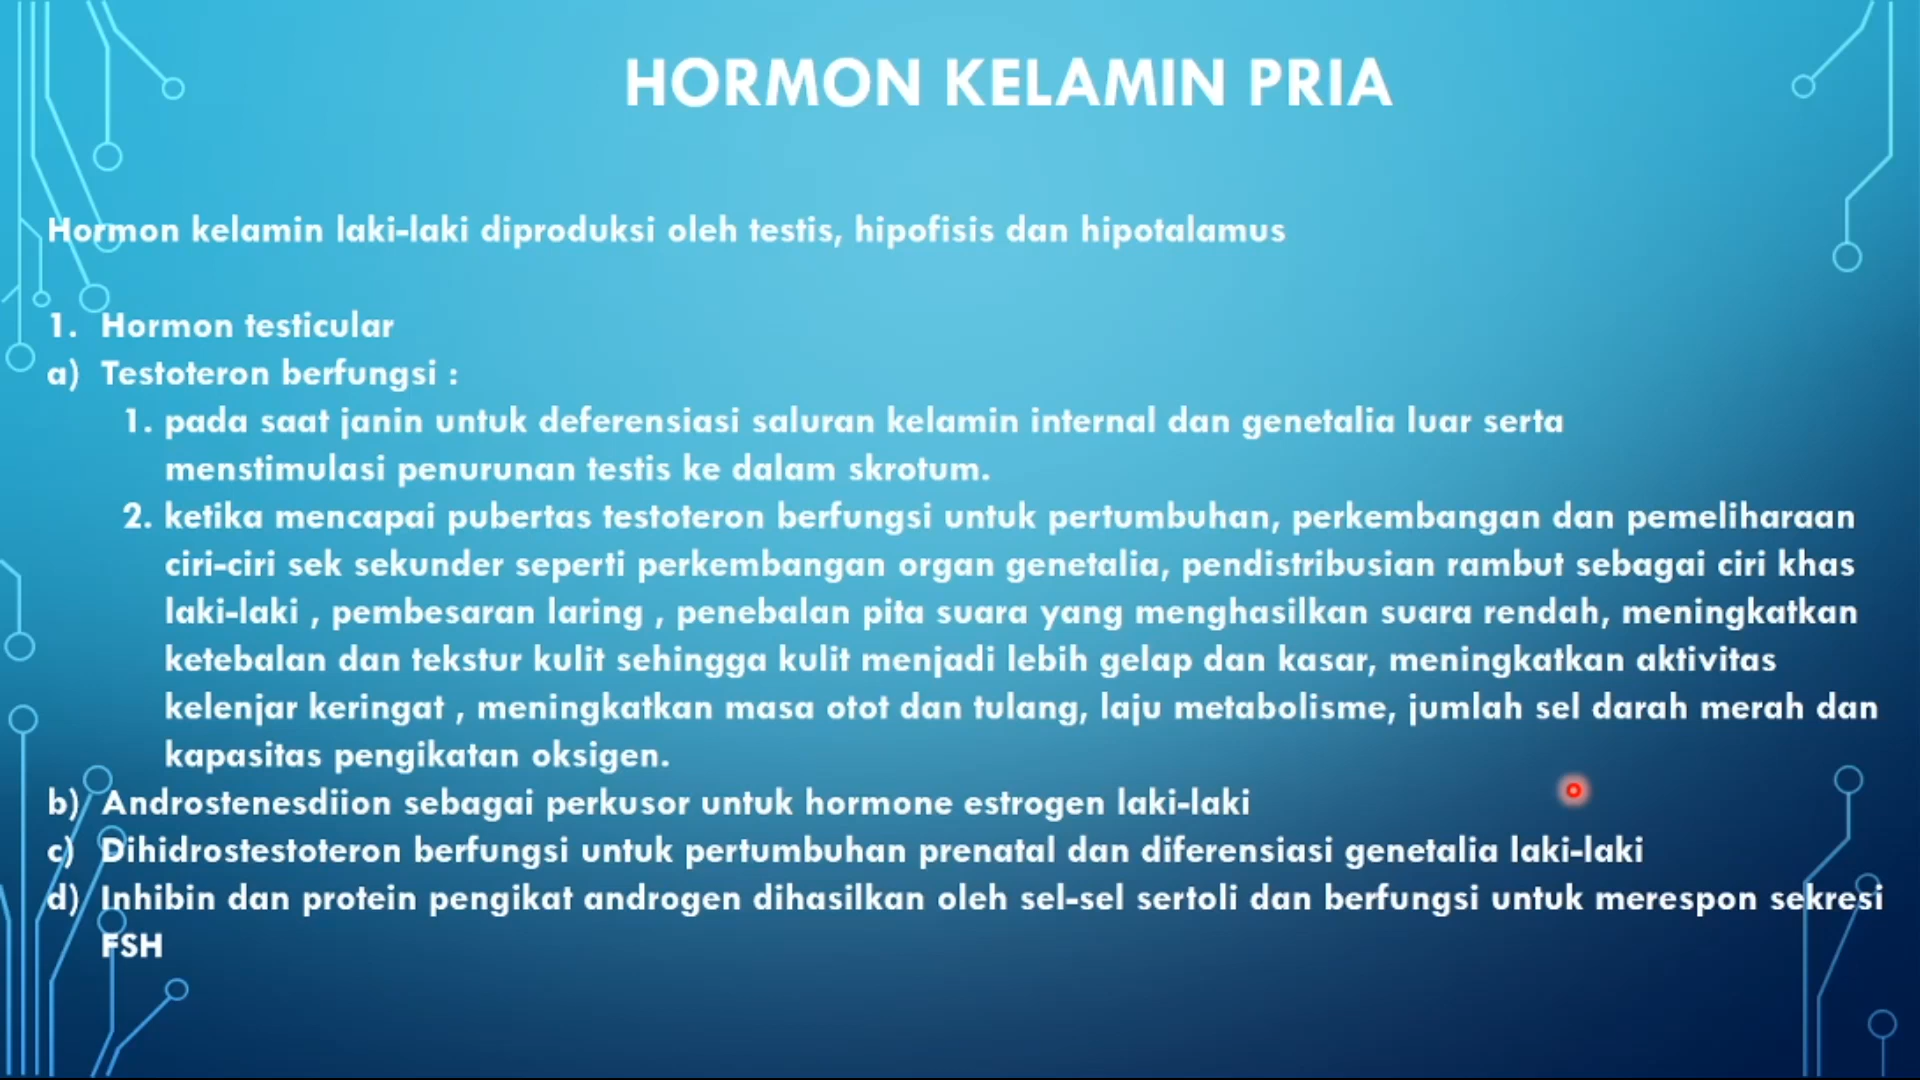 HORMON KELAMIN PRIA
Hormon kelamin laki-laki diproduksi oleh testis, hipofisis dan hipotalamus
1. Hormon testicular
a) Testoteron berfungsi :
1. pada saat janin untuk deferensiasi saluran kelamin internal dan genetalia luar serta
menstimulasi penurunan testis ke dalam skrotum.
2. ketika mencapai pubertas testoteron berfungsi untuk pertumbuhan, perkembangan dan pemeliharaan
ciri-ciri sek sekunder seperti perkembangan organ genetalia, pendistribusian rambut sebagai ciri khas
laki-laki , pembesaran laring , penebalan pita suara yang menghasilkan suara rendah, meningkatkan
ketebalan dan tekstur kulit sehingga kulit menjadi lebih gelap dan kasar, meningkatkan aktivitas
kelenjar keringat , meningkatkan masa otot dan tulang, laju metabolisme, jumlah sel darah merah dan
kapasitas pengikatan oksigen.
b) Androstenesdiion sebagai perkusor untuk hormone estrogen laki-laki
c) Dihidrostestoteron berfungsi untuk pertumbuhan prenatal dan diferensiasi genetalia laki-laki
d) Inhibin dan protein pengikat androgen dihasilkan oleh sel-sel sertoli dan berfungsi untuk merespon sekresi
FSH